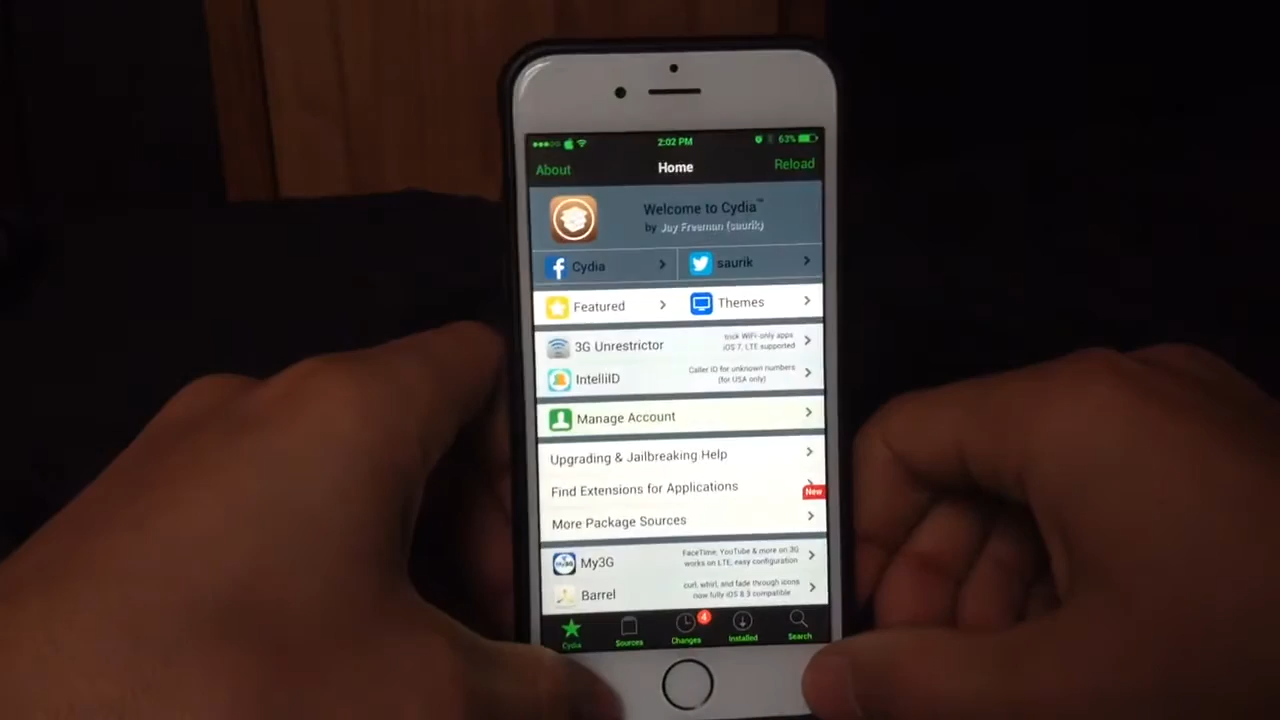 2:02 PM
63%
About
Home
Reload
Welcome to Cydia™
by Jay Freeman (saurik)
Cydia
saurik
Featured
Themes
3G Unrestrictor
trick WiFi-only apps
iOS 7, LTE supported
IntelliID
Caller ID for unknown numbers
(for USA only)
Manage Account
Upgrading & Jailbreaking Help
Find Extensions for Applications
New
More Package Sources
My3G
My3G
FaceTime, YouTube & more on 3G
works on LTE, easy configuration
Barrel
curl, whirl, and fade through icons
now fully iOS 8.3 compatible
4
Cydia
Sources
Changes
Installed
Search